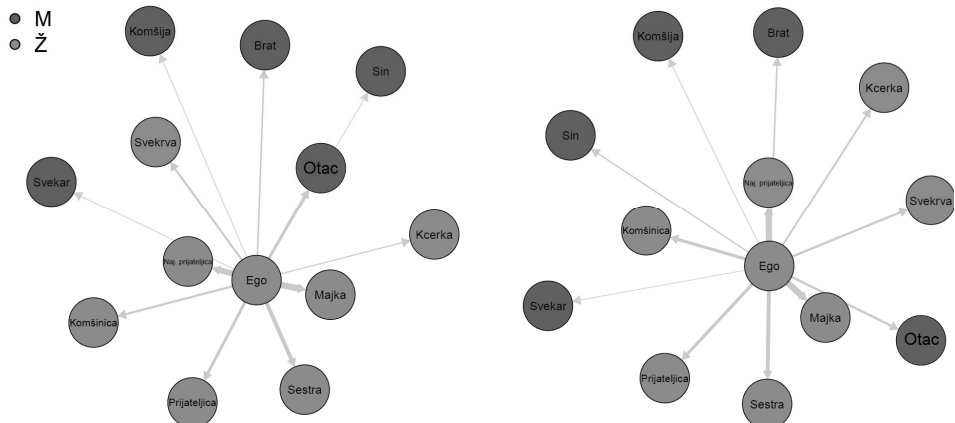 M
Ž
Komšija
Brat
Sin
Svekrva
Otac
Svekar
Kcerka
Naj. prijateljica
Ego
Majka
Komšinica
Prijateljica
Sestra
Komšija
Brat
Kcerka
Sin
Naj. prijateljica
Svekrva
Komšinica
Ego
Svekar
Majka
Otac
Prijateljica
Sestra